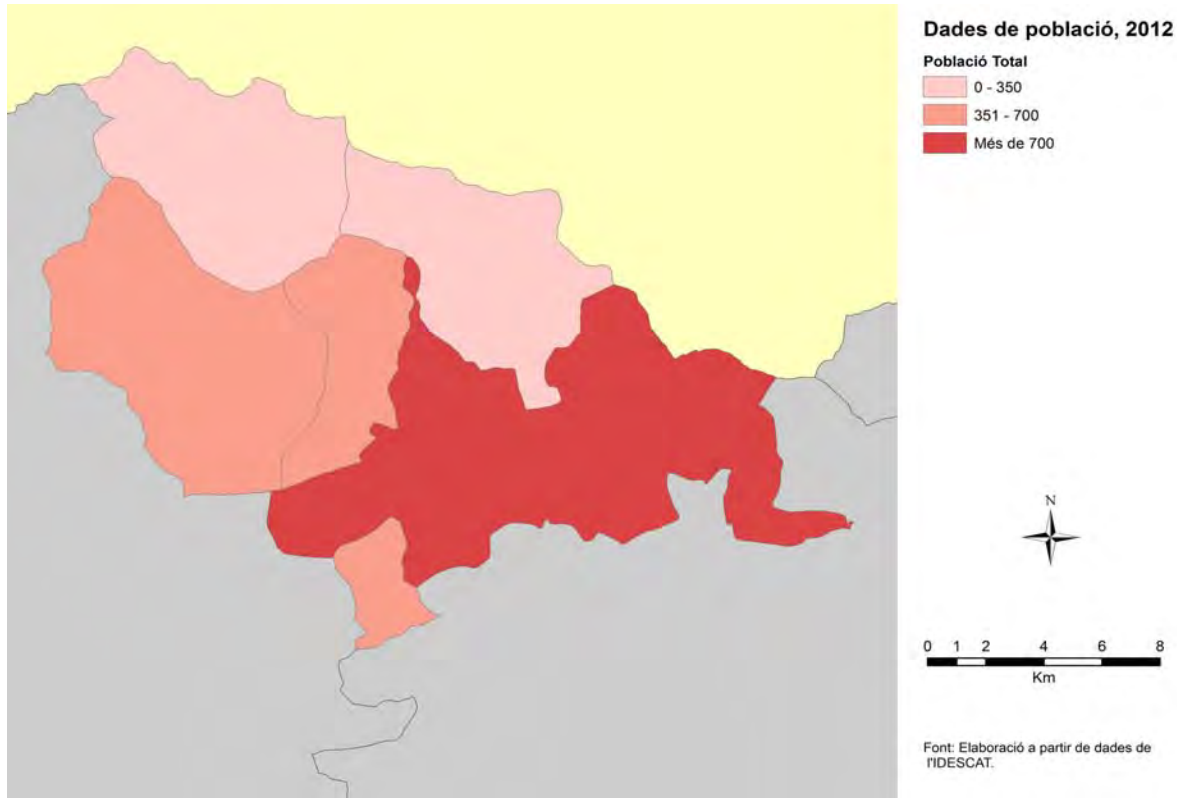 Dades de població, 2012
Població Total
0 - 350
351 - 700
Més de 700
N
0 1 2 4 6 8
Km
Font: Elaboració a partir de dades de
l'IDESCAT.